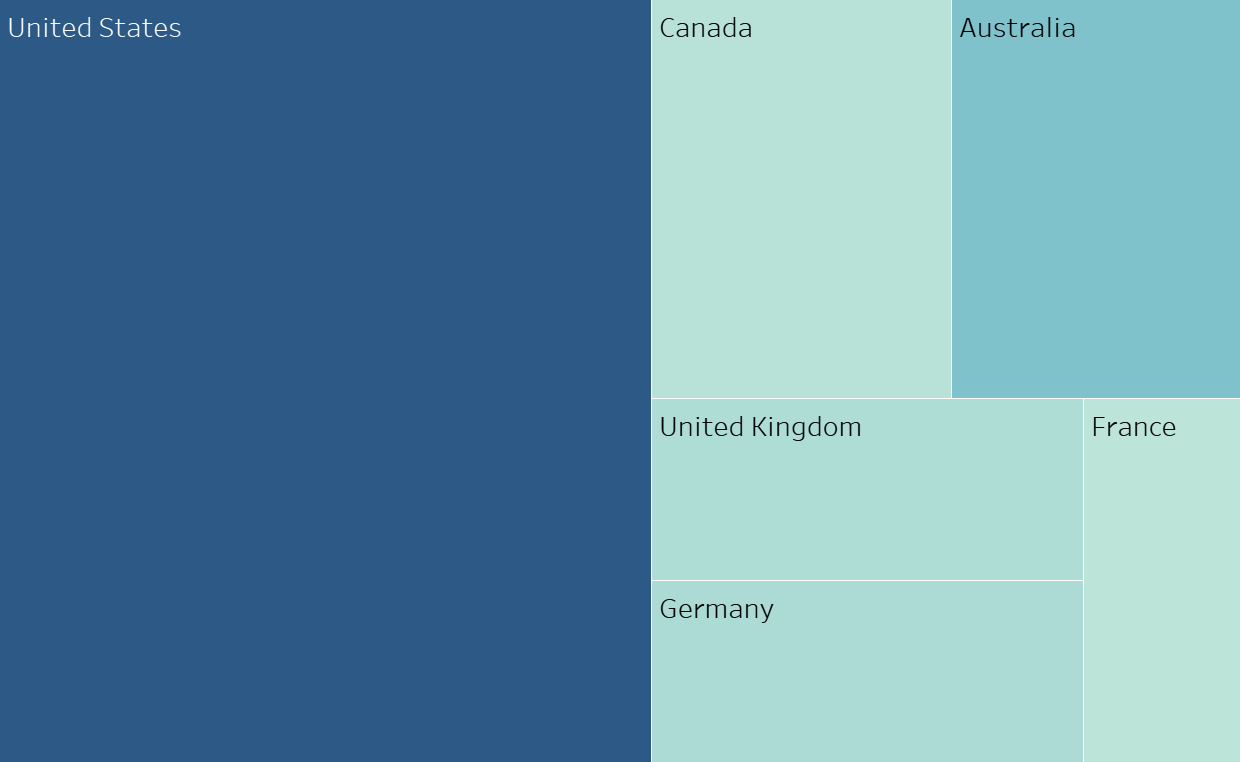 United States
Canada
Australia
United Kingdom
France
Germany